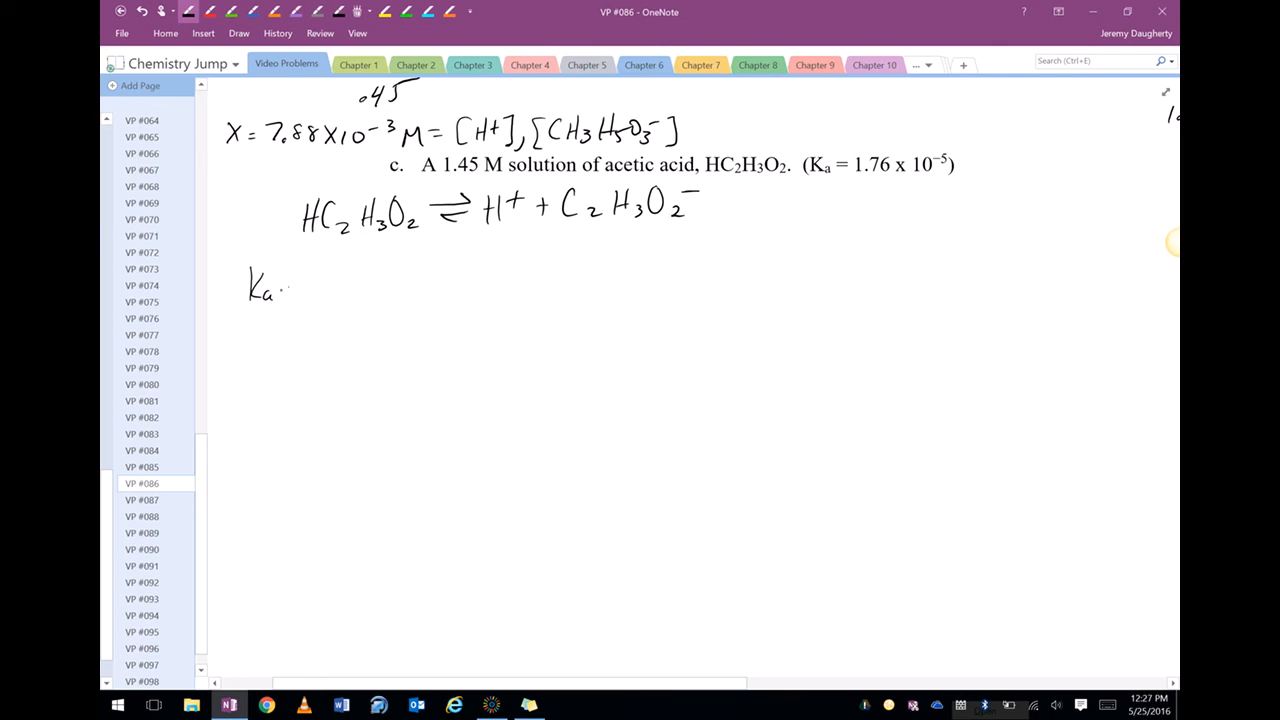 VP #086 - OneNote
?
File Home Insert Draw History Review View
Jeremy Daugherty
Chemistry Jump
Video Problems
Chapter 1
Chapter 2
Chapter 3
Chapter 4
Chapter 5
Chapter 6
Chapter 7
Chapter 8
Chapter 9
Chapter 10
...
+
Search (Ctrl+E)
Add Page
VP #064
VP #065
VP #066
VP #067
VP #068
VP #069
VP #070
VP #071
VP #072
VP #073
VP #074
VP #075
VP #076
VP #077
VP #078
VP #079
VP #080
VP #081
VP #082
VP #083
VP #084
VP #085
VP #086
VP #087
VP #088
VP #089
VP #090
VP #091
VP #092
VP #093
VP #094
VP #095
VP #096
VP #097
VP #098
.045
X = 7.88 X 10⁻³ M = [H⁺], [CH₃H₅O₃⁻]
c. A 1.45 M solution of acetic acid, HC₂H₃O₂. (Kₐ = 1.76 x 10⁻⁵)
HC₂H₃O₂ ⇌ H⁺ + C₂H₃O₂⁻
Ka
12:27 PM
5/25/2016